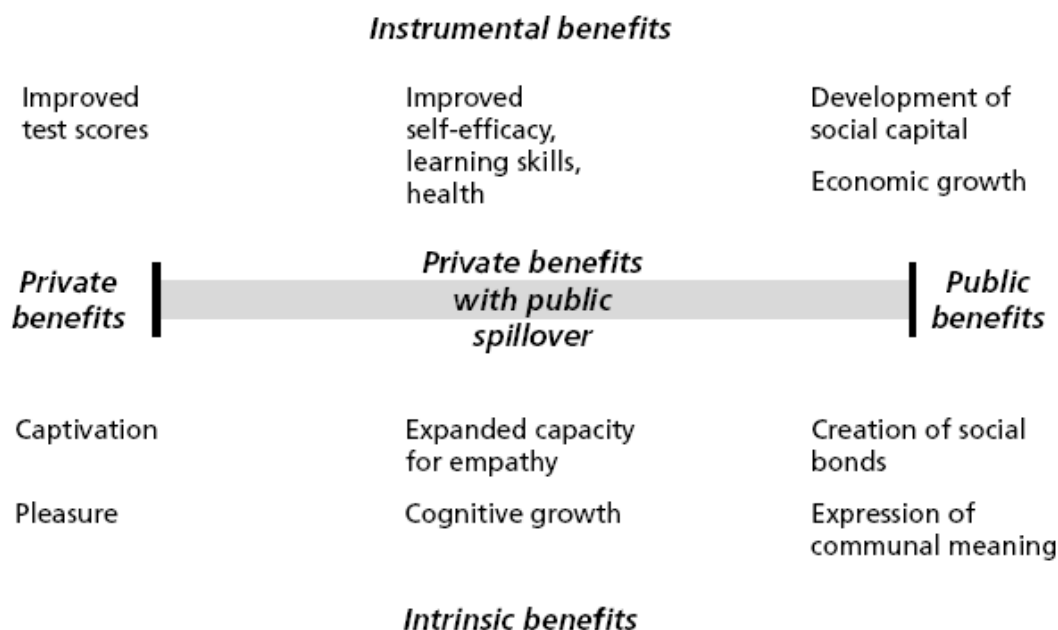 Instrumental benefits
Improved
test scores
Improved
self-efficacy,
learning skills,
health
Development of
social capital
Economic growth
Private
benefits
Private benefits
with public
spillover
Public
benefits
Captivation
Pleasure
Expanded capacity
for empathy
Cognitive growth
Creation of social
bonds
Expression of
communal meaning
Intrinsic benefits